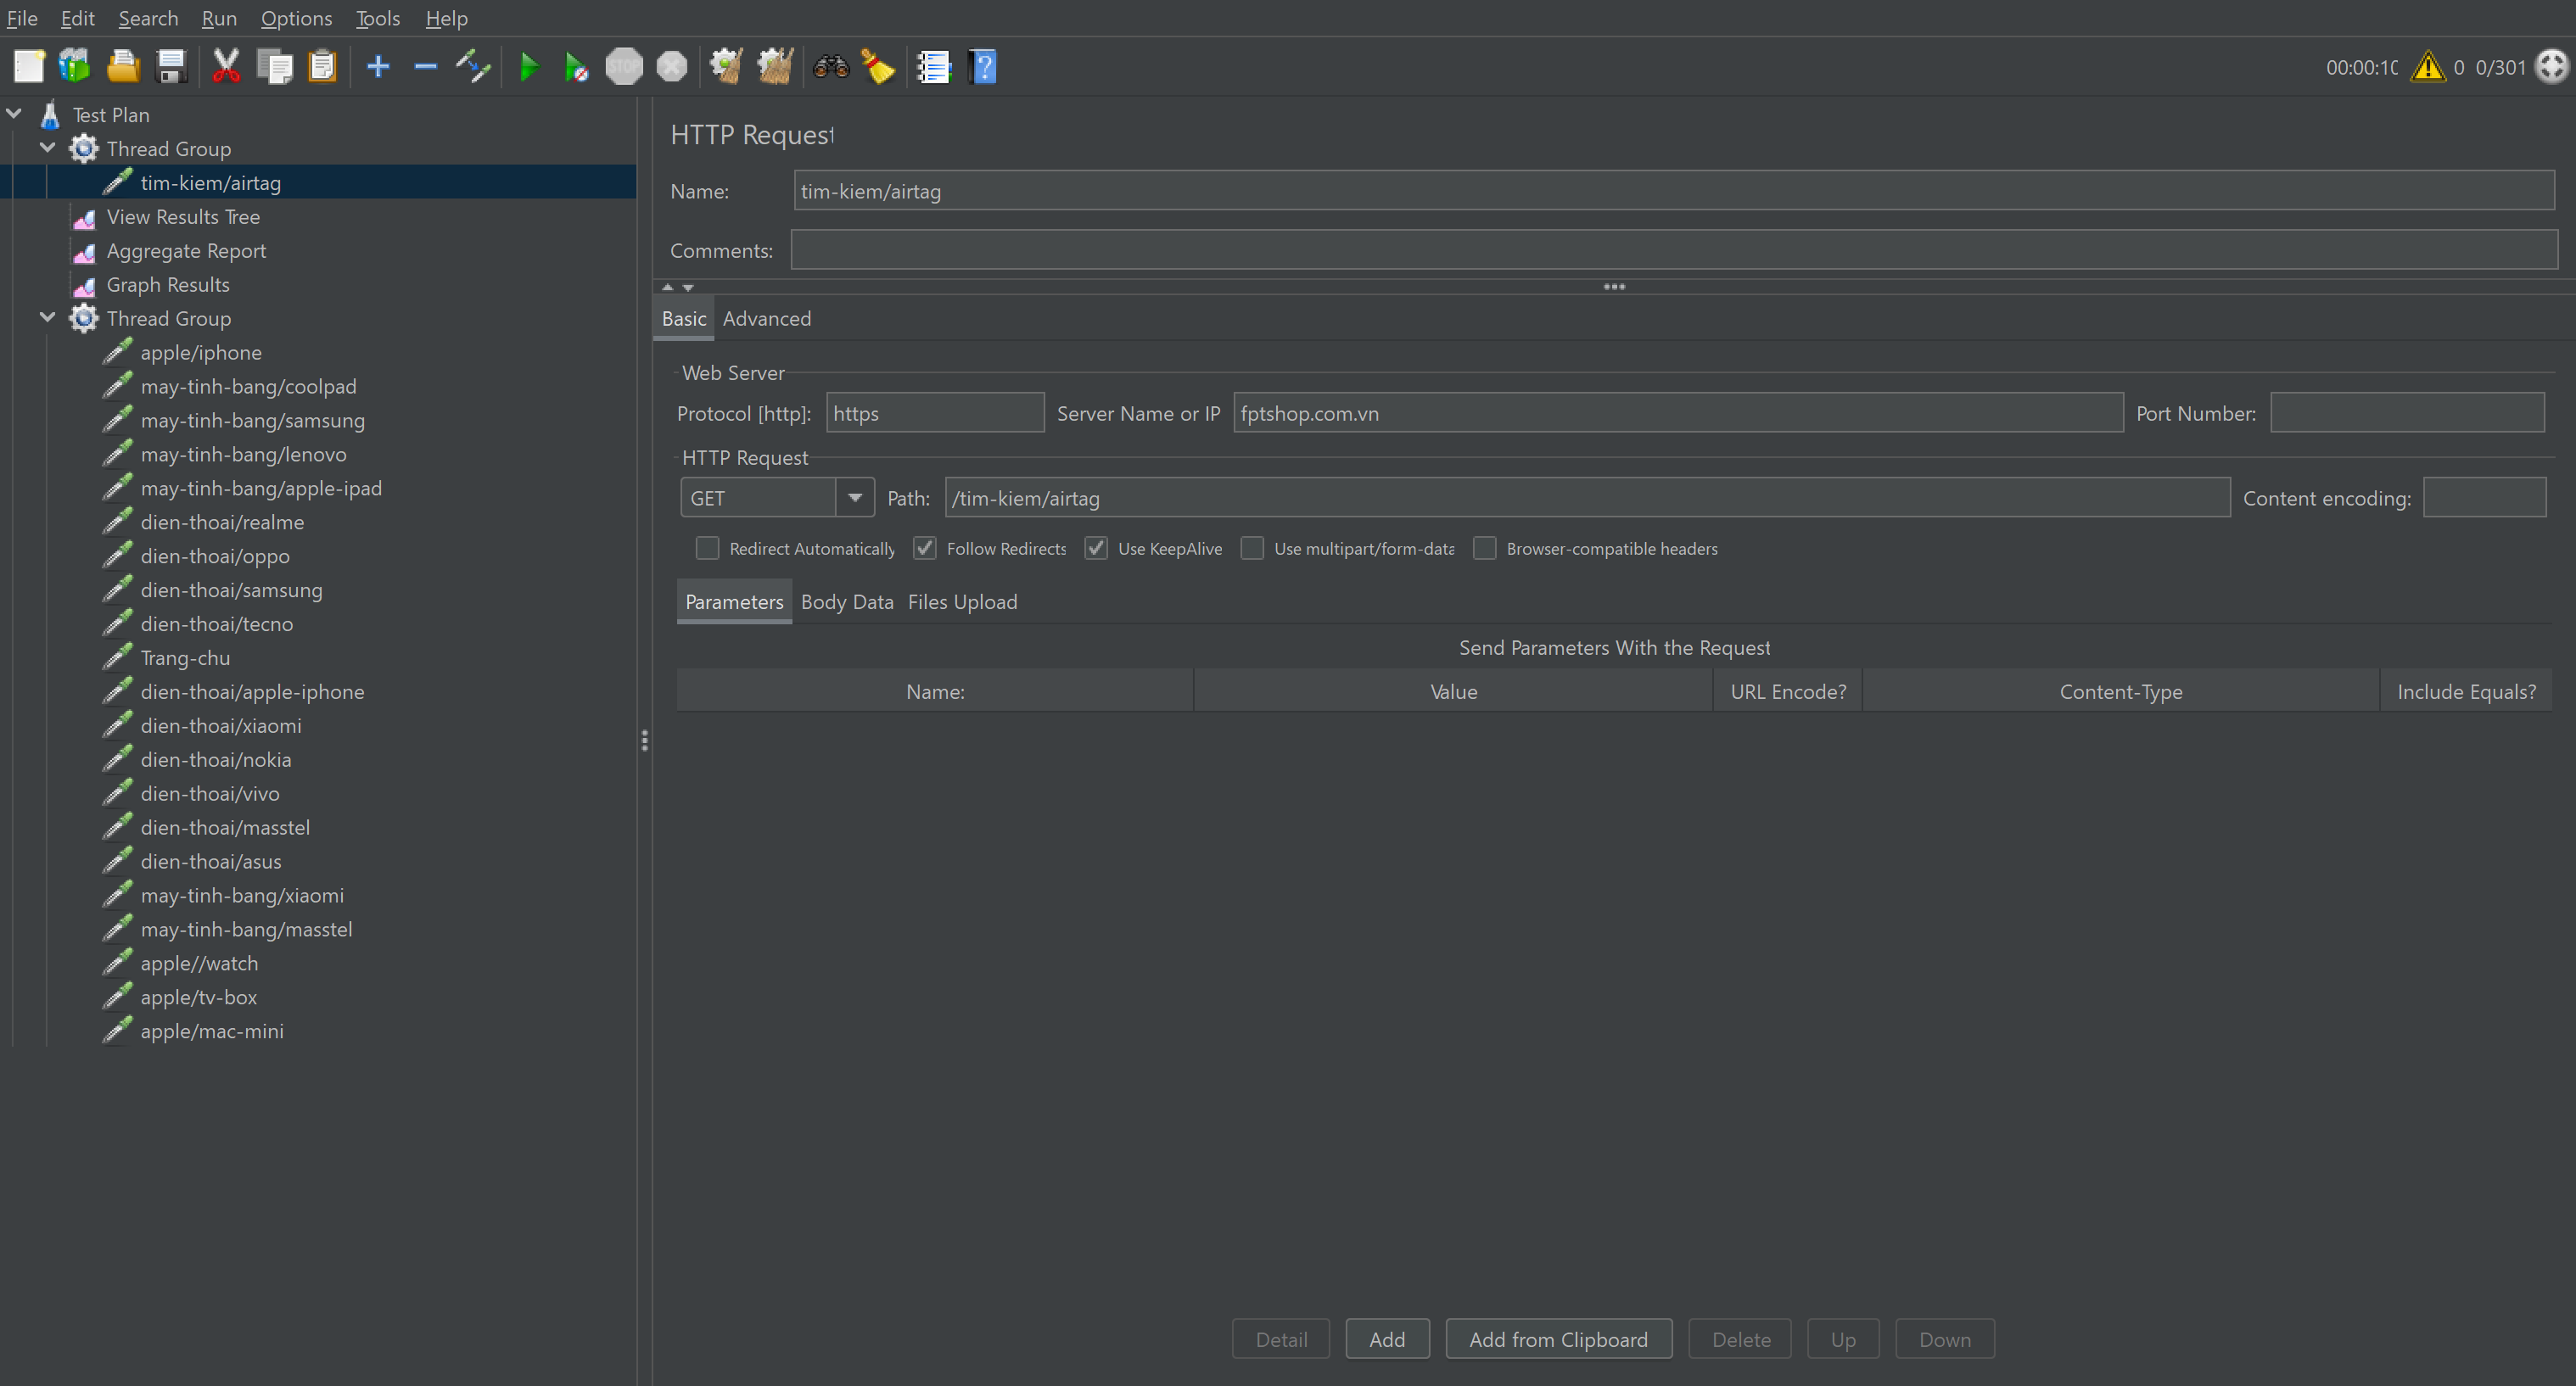 File Edit Search Run Options Tools Help
STOP
00:00:10 0 0/301
Test Plan
Thread Group
tim-kiem/airtag
View Results Tree
Aggregate Report
Graph Results
Thread Group
apple/iphone
may-tinh-bang/coolpad
may-tinh-bang/samsung
may-tinh-bang/lenovo
may-tinh-bang/apple-ipad
dien-thoai/realme
dien-thoai/oppo
dien-thoai/samsung
dien-thoai/tecno
Trang-chu
dien-thoai/apple-iphone
dien-thoai/xiaomi
dien-thoai/nokia
dien-thoai/vivo
dien-thoai/masstel
dien-thoai/asus
may-tinh-bang/xiaomi
may-tinh-bang/masstel
apple//watch
apple/tv-box
apple/mac-mini
HTTP Request
Name: tim-kiem/airtag
Comments:
Basic Advanced
Web Server
Protocol [http]: https Server Name or IP fptshop.com.vn Port Number:
HTTP Request
GET Path: /tim-kiem/airtag Content encoding:
Redirect Automatically Follow Redirects Use KeepAlive Use multipart/form-data Browser-compatible headers
Parameters Body Data Files Upload
Send Parameters With the Request
Name: Value URL Encode? Content-Type Include Equals?
Detail Add Add from Clipboard Delete Up Down